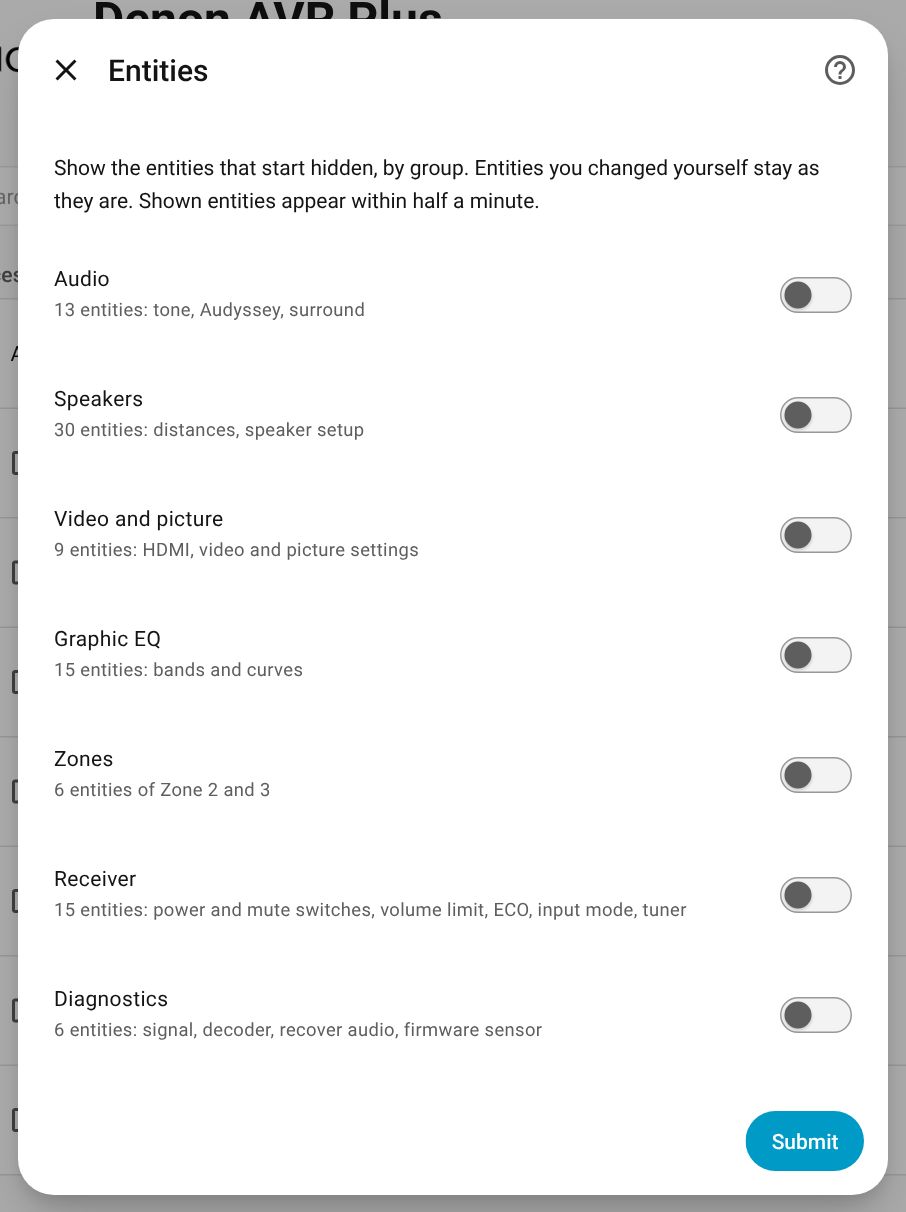 Denon AVR Plus
Entities
Show the entities that start hidden, by group. Entities you changed yourself stay as
they are. Shown entities appear within half a minute.
Audio
13 entities: tone, Audyssey, surround
Speakers
30 entities: distances, speaker setup
Video and picture
9 entities: HDMI, video and picture settings
Graphic EQ
15 entities: bands and curves
Zones
6 entities of Zone 2 and 3
Receiver
15 entities: power and mute switches, volume limit, ECO, input mode, tuner
Diagnostics
6 entities: signal, decoder, recover audio, firmware sensor
Submit